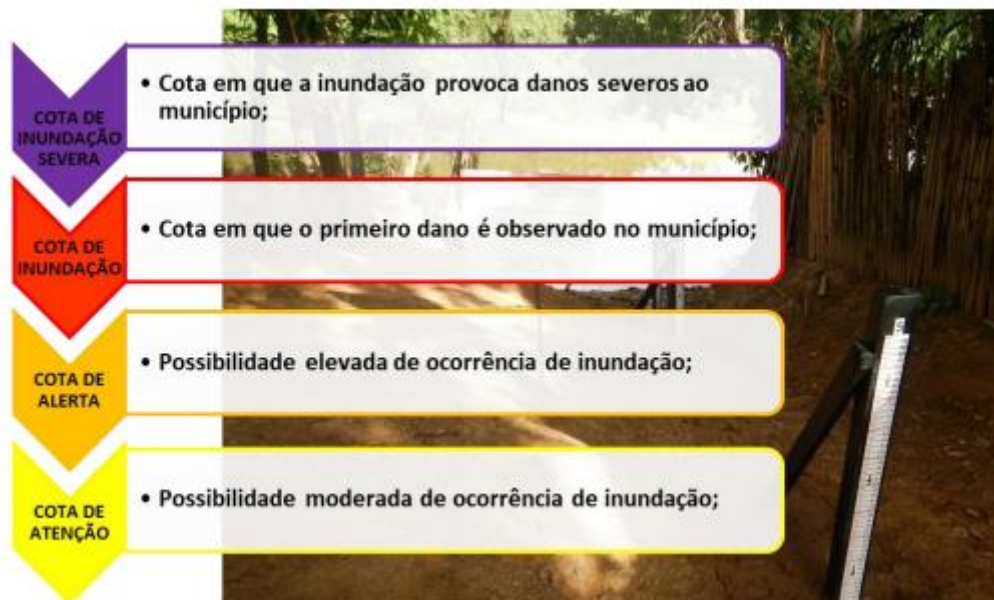 COTA DE
INUNDAÇÃO
SEVERA
• Cota em que a inundação provoca danos severos ao
município;
COTA DE
INUNDAÇÃO
• Cota em que o primeiro dano é observado no município;
COTA DE
ALERTA
• Possibilidade elevada de ocorrência de inundação;
COTA DE
ATENÇÃO
• Possibilidade moderada de ocorrência de inundação;